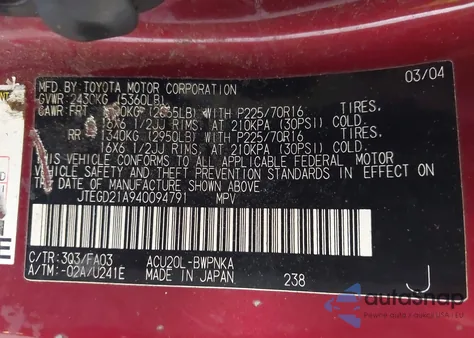 03/04
MFD. BY TOYOTA MOTOR CORPORATION
GVWR: 2430KG (5360LB)
GAWR: FRT KG (2 5LB) WITH P225/70R16 TIRES,
16X6 1/2JJ RIMS, AT 210KPA (30PSI) COLD.
RR 1340KG (2950LB) WITH P225/70R16 TIRES,
16X6 1/2JJ RIMS, AT 210KPA (30PSI) COLD.
THIS VEHICLE CONFORMS TO ALL APPLICABLE FEDERAL MOTOR
VEHICLE SAFETY AND THEFT PREVENTION STANDARDS IN EFFECT ON
THE DATE OF MANUFACTURE SHOWN ABOVE.
JTEGD21A940094791 MPV
C/TR: 3Q3/FA03 ACU20L-BWPNKA
A/TM: -02A/U241E MADE IN JAPAN 238
J
autoSnap
E